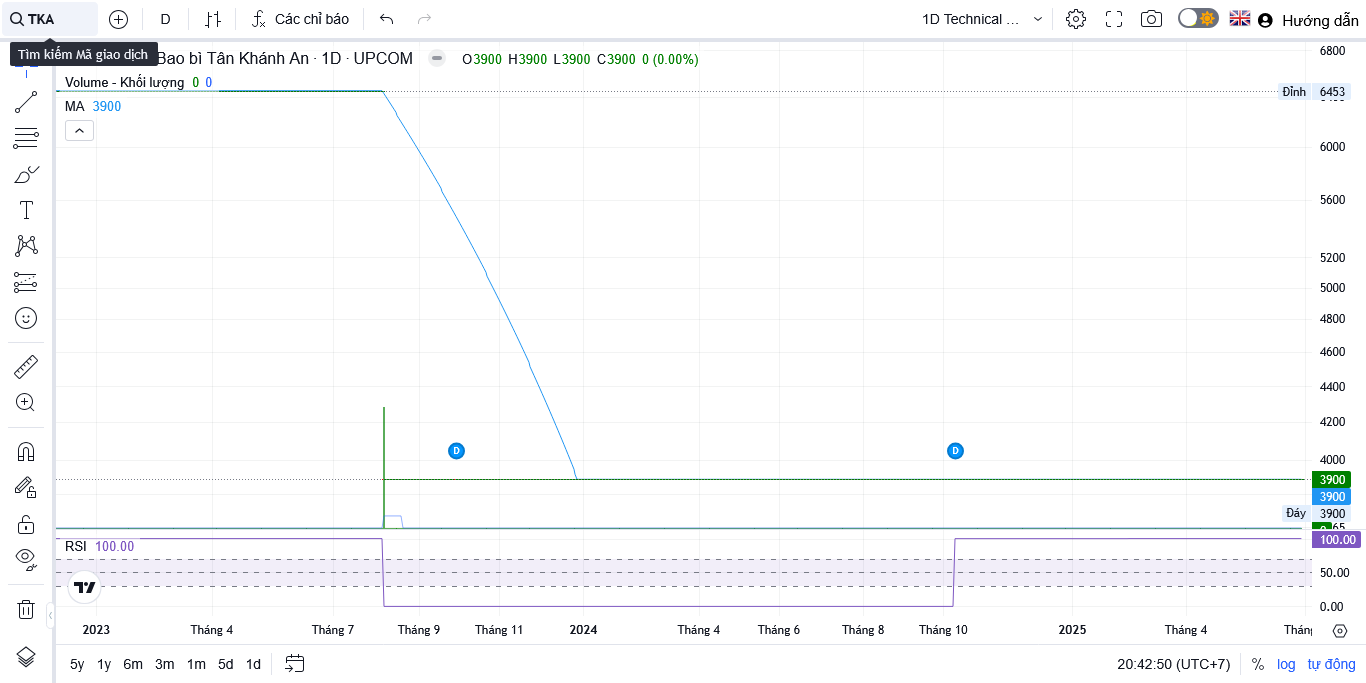 TKA
D
Các chỉ báo
1D Technical ...
Hướng dẫn
Tìm kiếm Mã giao dịch
Bao bì Tân Khánh An · 1D · UPCOM
O3900 H3900 L3900 C3900 0 (0.00%)
Volume - Khối lượng 0 0
MA 3900
6800
Đỉnh 6453
6000
5600
5200
5000
4800
4600
4400
4200
4000
D
D
3900
3900
Đáy 3900
RSI 100.00
100.00
50.00
0.00
2023 Tháng 4 Tháng 7 Tháng 9 Tháng 11 2024 Tháng 4 Tháng 6 Tháng 8 Tháng 10 2025 Tháng 4
5y 1y 6m 3m 1m 5d 1d
20:42:50 (UTC+7) % log tự động